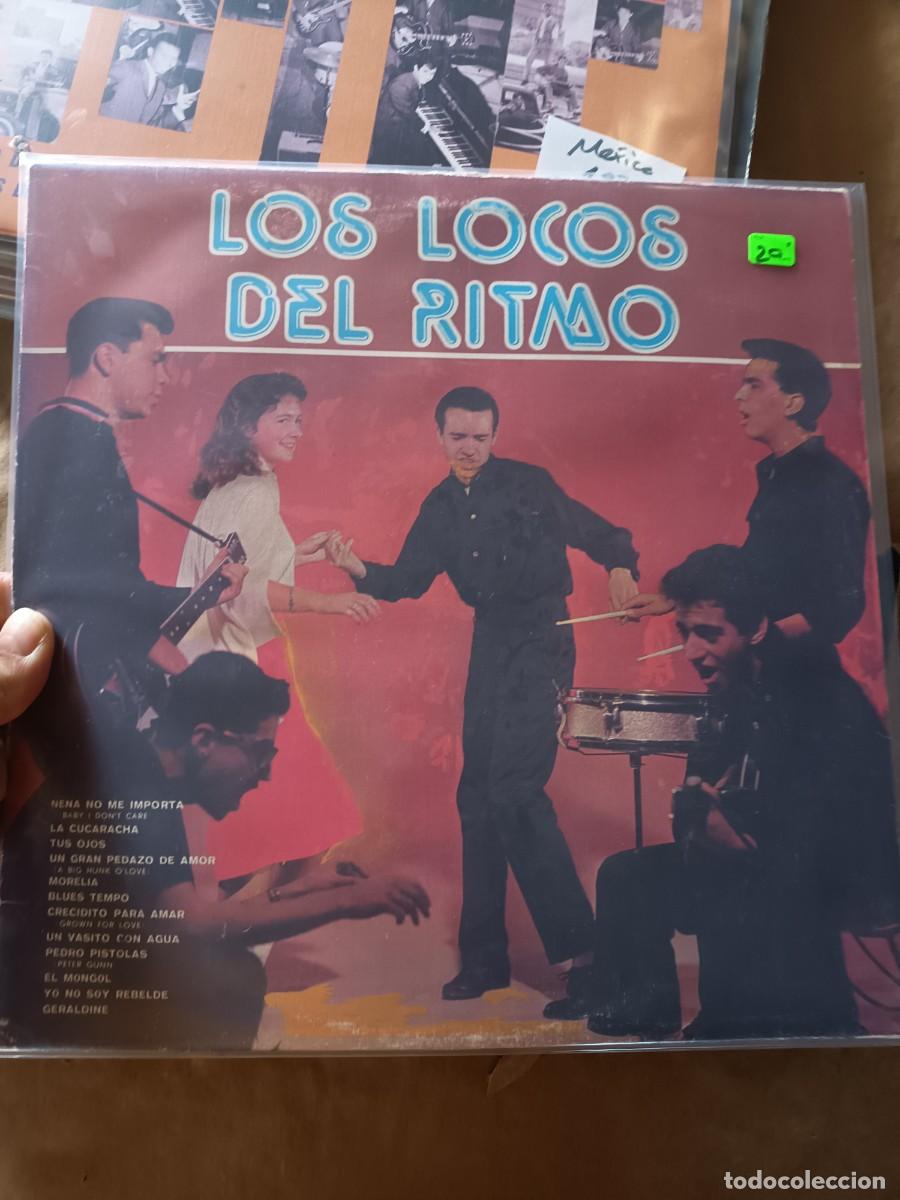 Mexico
LOS LOCOS
DEL RITMO
20
NENA NO ME IMPORTA
BABY I DON'T CARE
LA CUCARACHA
TUS OJOS
UN GRAN PEDAZO DE AMOR
(A BIG HUNK O'LOVE)
MORELIA
BLUES TEMPO
CRECIDITO PARA AMAR
GROWN FOR LOVE
UN VASITO CON AGUA
PEDRO PISTOLAS
PETER GUNN
EL MONGOL
YO NO SOY REBELDE
GERALDINE
todocoleccion